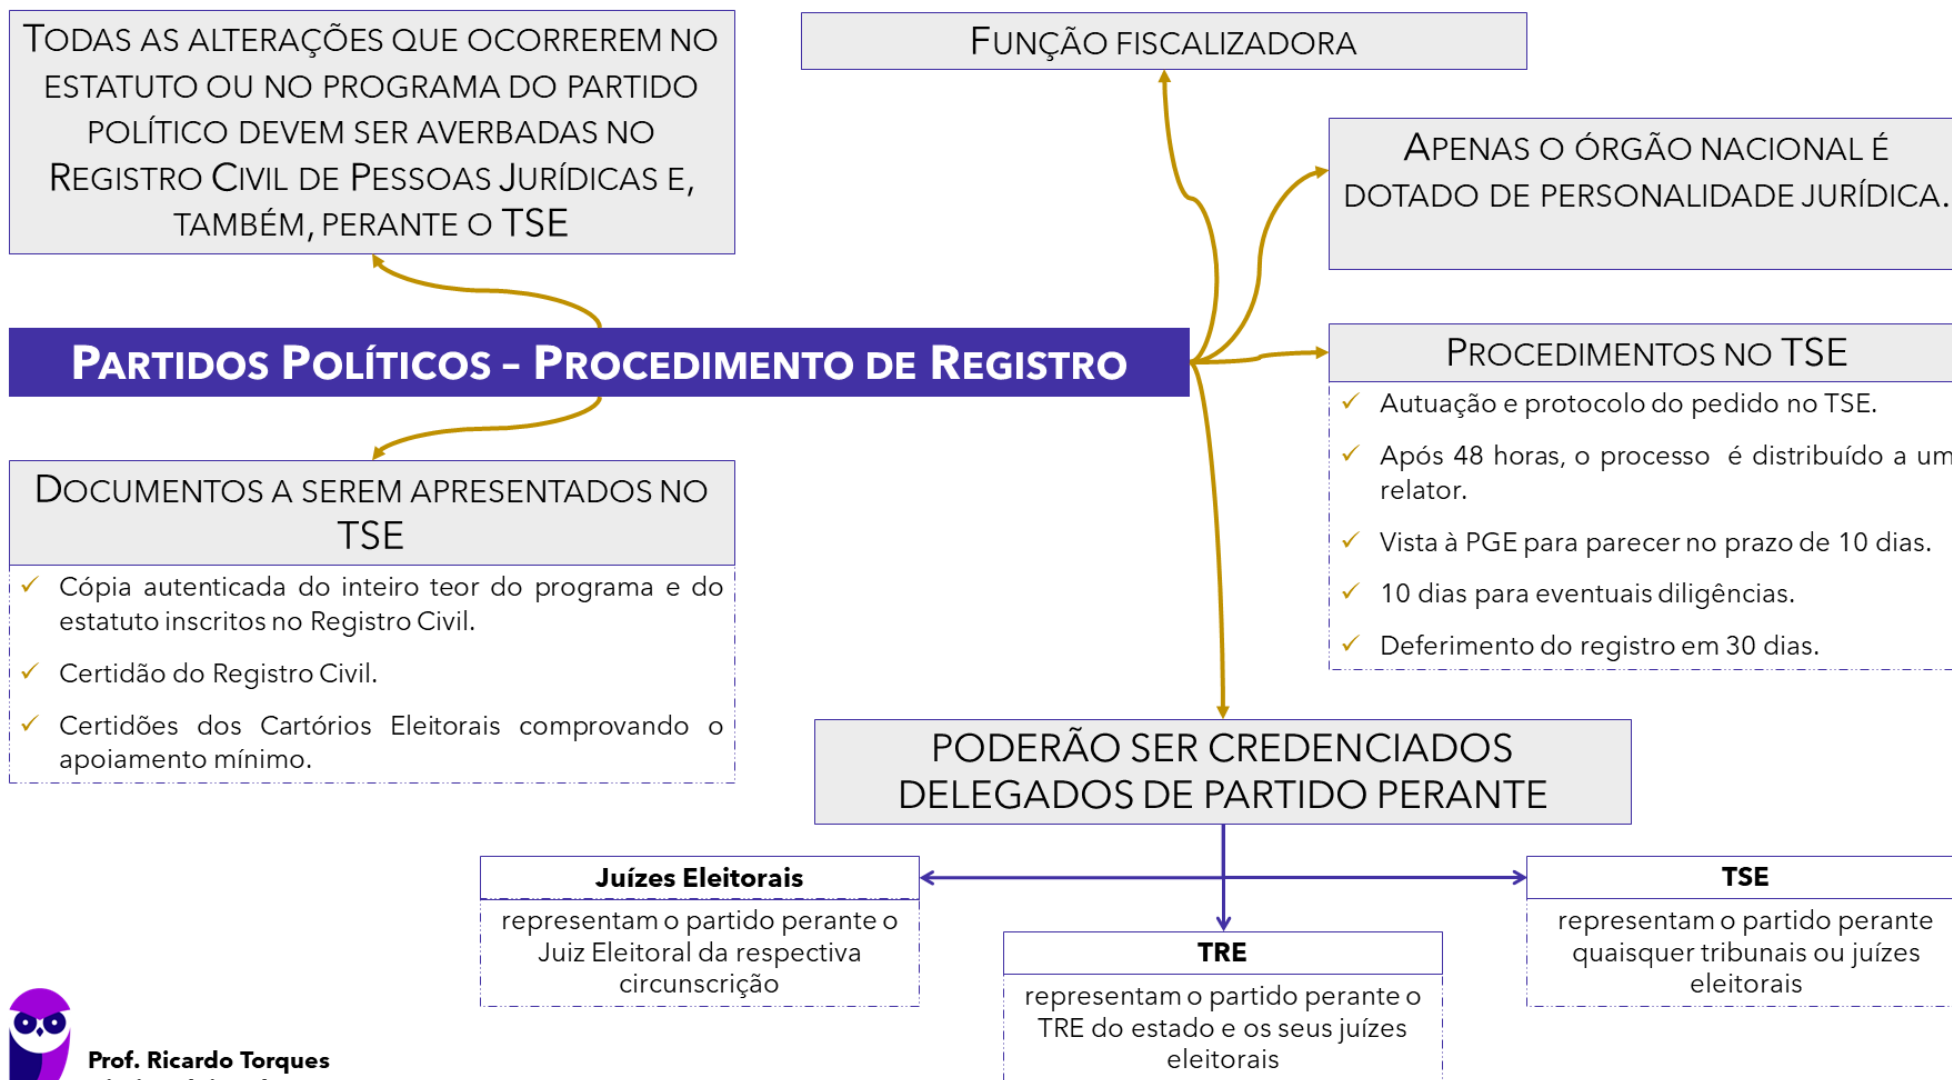 TODAS AS ALTERAÇÕES QUE OCORREREM NO
ESTATUTO OU NO PROGRAMA DO PARTIDO
POLÍTICO DEVEM SER AVERBADAS NO
REGISTRO CIVIL DE PESSOAS JURÍDICAS E,
TAMBÉM, PERANTE O TSE
FUNÇÃO FISCALIZADORA
APENAS O ÓRGÃO NACIONAL É
DOTADO DE PERSONALIDADE JURÍDICA.
PARTIDOS POLÍTICOS – PROCEDIMENTO DE REGISTRO
PROCEDIMENTOS NO TSE
✓ Autuação e protocolo do pedido no TSE.
✓ Após 48 horas, o processo é distribuído a um
relator.
✓ Vista à PGE para parecer no prazo de 10 dias.
✓ 10 dias para eventuais diligências.
✓ Deferimento do registro em 30 dias.
DOCUMENTOS A SEREM APRESENTADOS NO
TSE
✓ Cópia autenticada do inteiro teor do programa e do
estatuto inscritos no Registro Civil.
✓ Certidão do Registro Civil.
✓ Certidões dos Cartórios Eleitorais comprovando o
apoiamento mínimo.
PODERÃO SER CREDENCIADOS
DELEGADOS DE PARTIDO PERANTE
Juízes Eleitorais
representam o partido perante o
Juiz Eleitoral da respectiva
circunscrição
TRE
representam o partido perante o
TRE do estado e os seus juízes
eleitorais
TSE
representam o partido perante
quaisquer tribunais ou juízes
eleitorais
Prof. Ricardo Torques